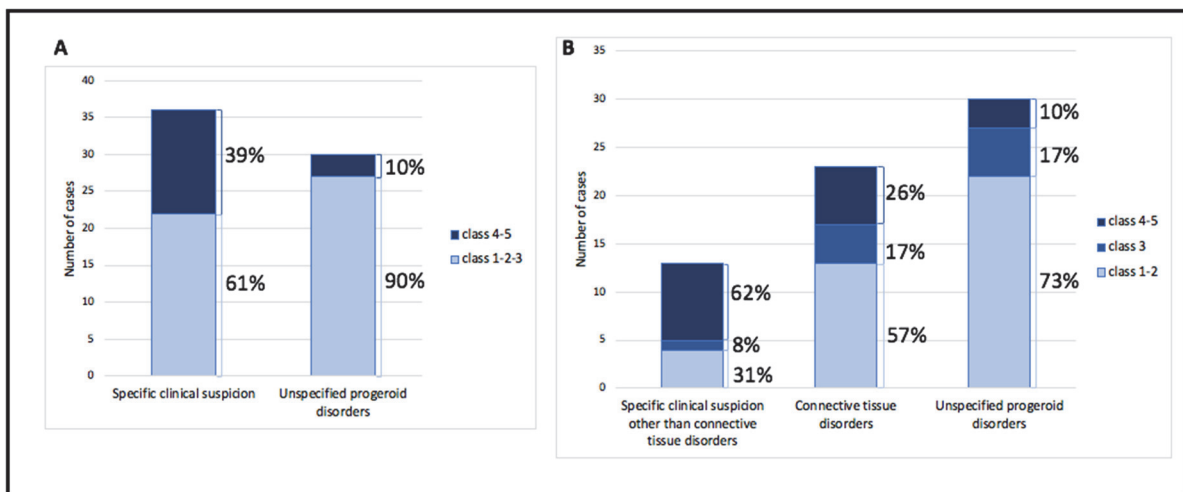 A
Number of cases
40
35
30
25
20
15
10
5
0
39%
61%
10%
90%
Specific clinical suspicion
Unspecified progeroid
disorders
class 4-5
class 1-2-3
B
Number of cases
35
30
25
20
15
10
5
0
62%
8%
31%
26%
17%
57%
10%
17%
73%
Specific clinical suspicion
other than connective
tissue disorders
Connective tissue
disorders
Unspecified progeroid
disorders
class 4-5
class 3
class 1-2